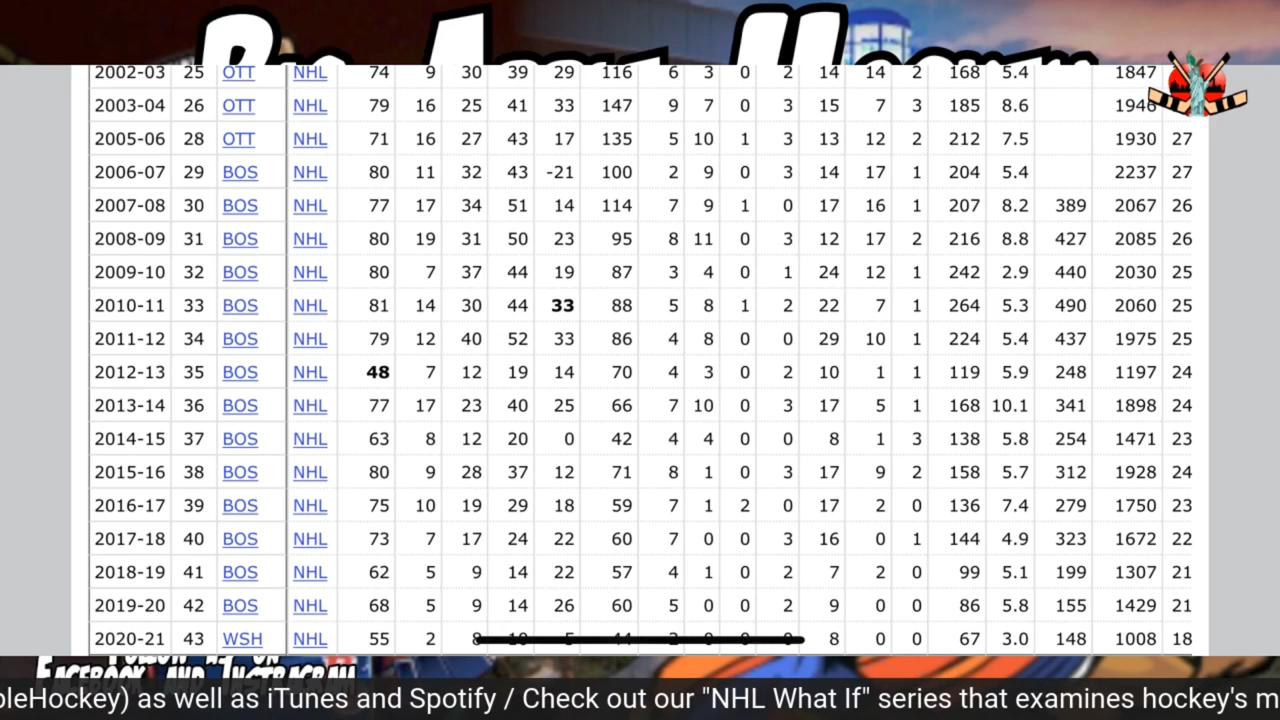 2002-03 25 OTT NHL 74 9 30 39 29 116 6 3 0 2 14 14 2 168 5.4 1847
2003-04 26 OTT NHL 79 16 25 41 33 147 9 7 0 3 15 7 3 185 8.6 1946
2005-06 28 OTT NHL 71 16 27 43 17 135 5 10 1 3 13 12 2 212 7.5 1930 27
2006-07 29 BOS NHL 80 11 32 43 -21 100 2 9 0 3 14 17 1 204 5.4 2237 27
2007-08 30 BOS NHL 77 17 34 51 14 114 7 9 1 0 17 16 1 207 8.2 389 2067 26
2008-09 31 BOS NHL 80 19 31 50 23 95 8 11 0 3 12 17 2 216 8.8 427 2085 26
2009-10 32 BOS NHL 80 7 37 44 19 87 3 4 0 1 24 12 1 242 2.9 440 2030 25
2010-11 33 BOS NHL 81 14 30 44 33 88 5 8 1 2 22 7 1 264 5.3 490 2060 25
2011-12 34 BOS NHL 79 12 40 52 33 86 4 8 0 0 29 10 1 224 5.4 437 1975 25
2012-13 35 BOS NHL 48 7 12 19 14 70 4 3 0 2 10 1 1 119 5.9 248 1197 24
2013-14 36 BOS NHL 77 17 23 40 25 66 7 10 0 3 17 5 1 168 10.1 341 1898 24
2014-15 37 BOS NHL 63 8 12 20 0 42 4 4 0 0 8 1 3 138 5.8 254 1471 23
2015-16 38 BOS NHL 80 9 28 37 12 71 8 1 0 3 17 9 2 158 5.7 312 1928 24
2016-17 39 BOS NHL 75 10 19 29 18 59 7 1 2 0 17 2 0 136 7.4 279 1750 23
2017-18 40 BOS NHL 73 7 17 24 22 60 7 0 0 3 16 0 1 144 4.9 323 1672 22
2018-19 41 BOS NHL 62 5 9 14 22 57 4 1 0 2 7 2 0 99 5.1 199 1307 21
2019-20 42 BOS NHL 68 5 9 14 26 60 5 0 0 2 9 0 0 86 5.8 155 1429 21
2020-21 43 WSH NHL 55 2 8 8 0 0 67 3.0 148 1008 18
Facebook and Instagram
bleHockey) as well as iTunes and Spotify / Check out our "NHL What If" series that examines hockey's m